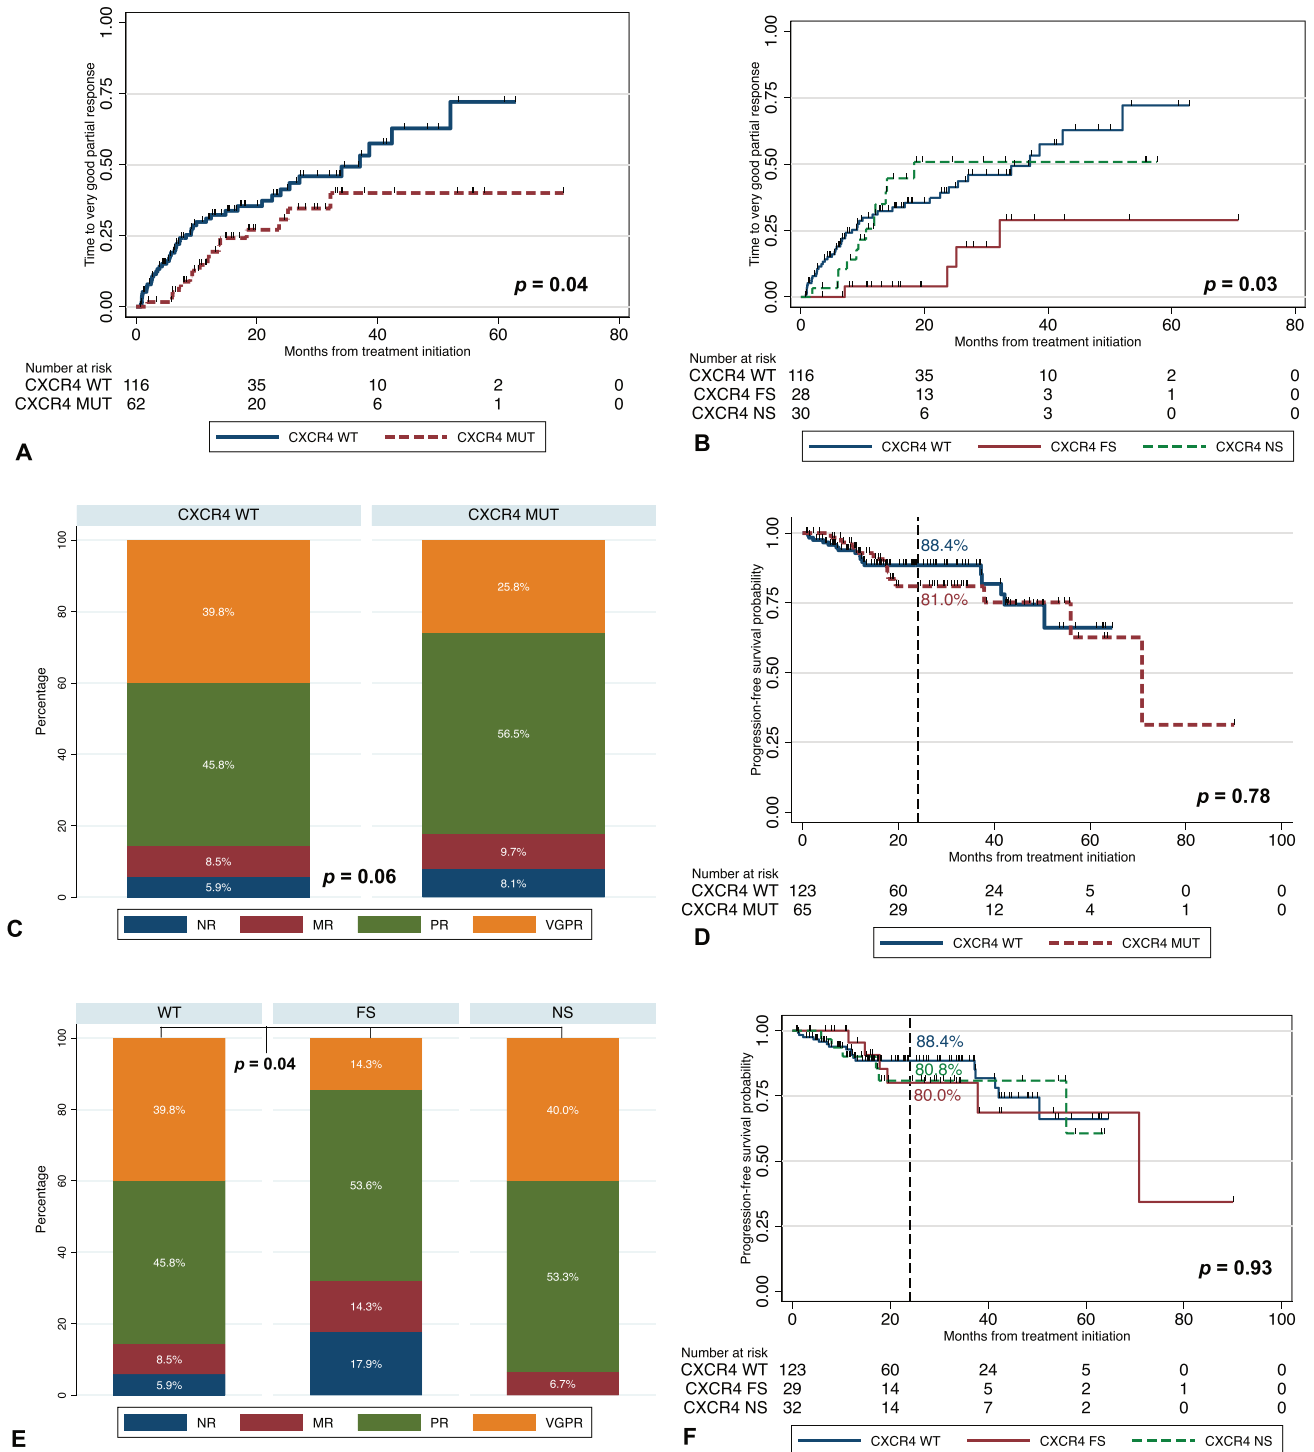 1.00
0.75
0.50
0.25
0.00
Time to very good partial response
p = 0.04
0 20 40 60 80
Months from treatment initiation
Number at risk
CXCR4 WT 116 35 10 2 0
CXCR4 MUT 62 20 6 1 0
CXCR4 WT CXCR4 MUT
A
1.00
0.75
0.50
0.25
0.00
Time to very good partial response
p = 0.03
0 20 40 60 80
Months from treatment initiation
Number at risk
CXCR4 WT 116 35 10 2 0
CXCR4 FS 28 13 3 1 0
CXCR4 NS 30 6 3 0 0
CXCR4 WT CXCR4 FS CXCR4 NS
B
CXCR4 WT CXCR4 MUT
100
80
60
40
20
0
Percentage
39.8% 25.8%
45.8% 56.5%
8.5% 9.7%
5.9% 8.1%
p = 0.06
NR MR PR VGPR
C
1.00
0.75
0.50
0.25
0.00
Progression-free survival probability
88.4%
81.0%
p = 0.78
0 20 40 60 80 100
Months from treatment initiation
Number at risk
CXCR4 WT 123 60 24 5 0 0
CXCR4 MUT 65 29 12 4 1 0
CXCR4 WT CXCR4 MUT
D
WT FS NS
100
80
60
40
20
0
Percentage
p = 0.04
39.8% 14.3% 40.0%
45.8% 53.6% 53.3%
8.5% 14.3% 6.7%
5.9% 17.9%
NR MR PR VGPR
E
1.00
0.75
0.50
0.25
0.00
Progression-free survival probability
88.4%
80.8%
80.0%
p = 0.93
0 20 40 60 80 100
Months from treatment initiation
Number at risk
CXCR4 WT 123 60 24 5 0 0
CXCR4 FS 29 14 5 2 1 0
CXCR4 NS 32 14 7 2 0 0
CXCR4 WT CXCR4 FS CXCR4 NS
F